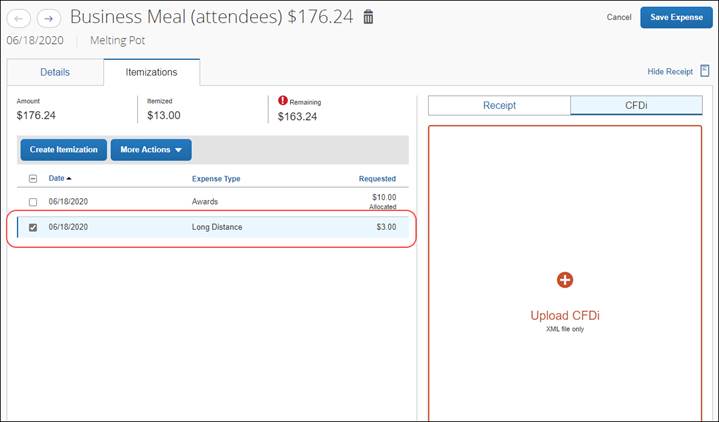 Business Meal (attendees) $176.24
Cancel
Save Expense
06/18/2020
Melting Pot
Details
Itemizations
Hide Receipt
Amount
$176.24
Itemized
$13.00
Remaining
$163.24
Receipt
CFDi
Create Itemization
More Actions
Date
Expense Type
Requested
06/18/2020
Awards
$10.00
Allocated
06/18/2020
Long Distance
$3.00
Upload CFDi
XML file only